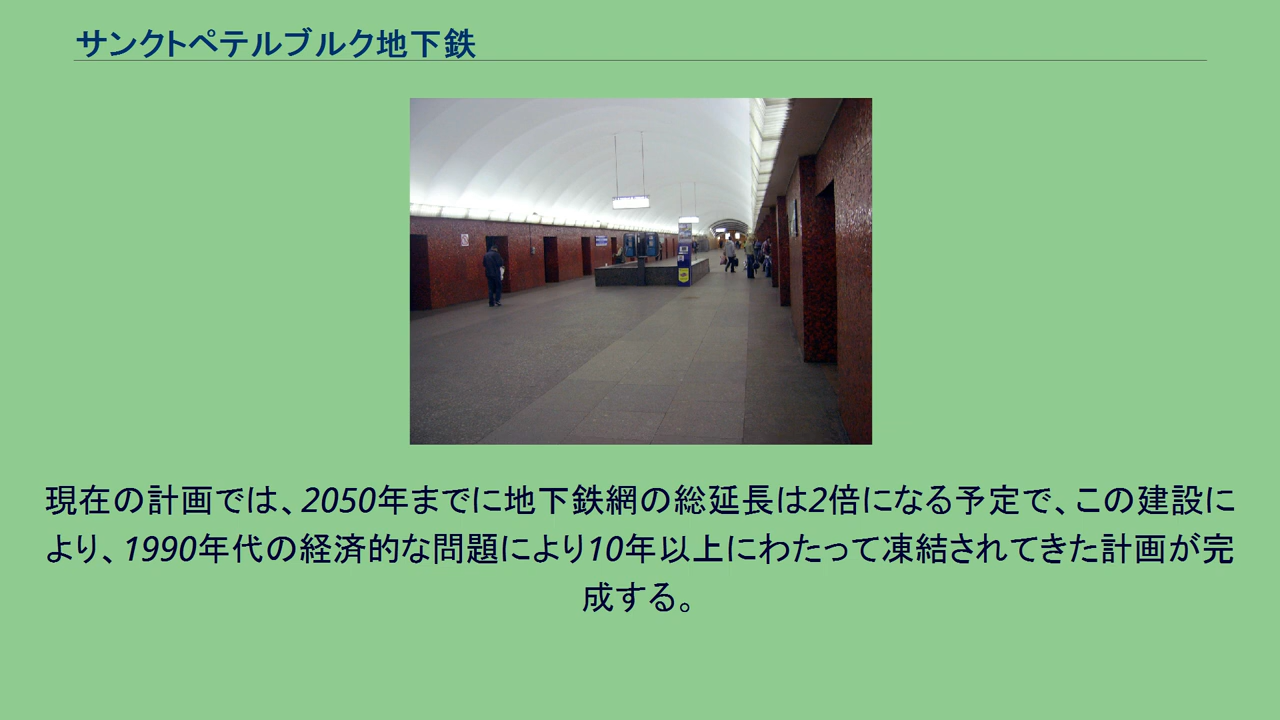 サンクトペテルブルク地下鉄
現在の計画では、2050年までに地下鉄網の総延長は2倍になる予定で、この建設に
より、1990年代の経済的な問題により10年以上にわたって凍結されてきた計画が完
成する。